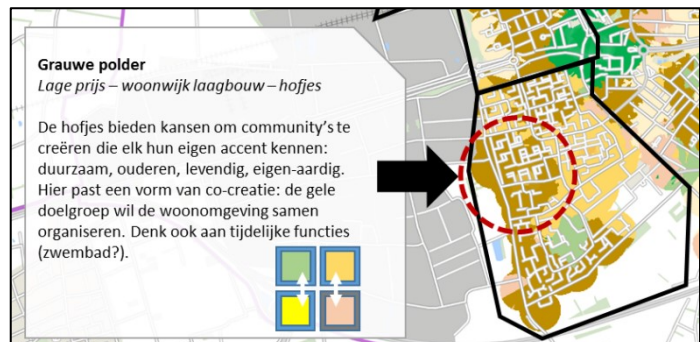 Grauwe polder
Lage prijs – woonwijk laagbouw – hofjes
De hofjes bieden kansen om community's te
creëren die elk hun eigen accent kennen:
duurzaam, ouderen, levendig, eigen-aardig.
Hier past een vorm van co-creatie: de gele
doelgroep wil de woonomgeving samen
organiseren. Denk ook aan tijdelijke functies
(zwembad?).